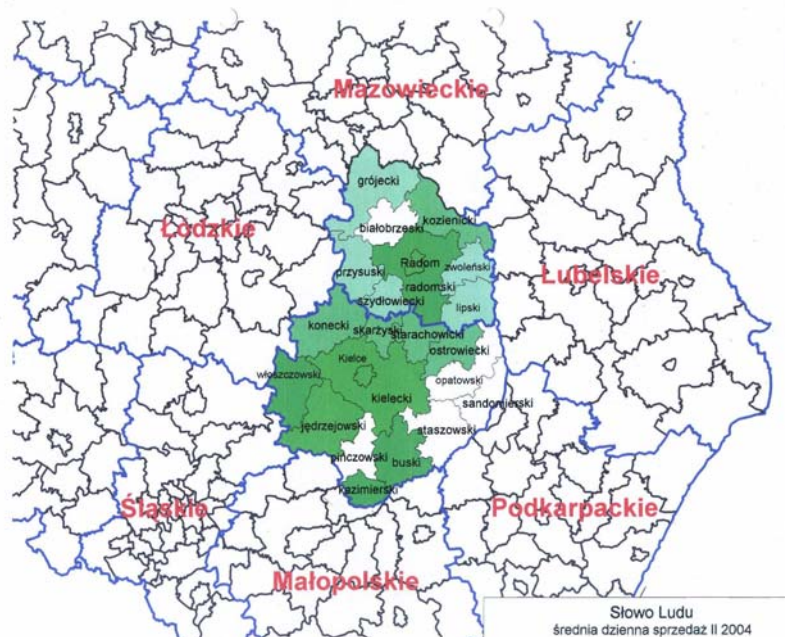 Mazowieckie
grójecki
białobrzeski
kozienicki
Łódzkie
Radom
przysuski
zwoleński
Lubelskie
radomski
szydłowiecki
lipski
konecki
skarżyski
starachowicki
ostrowiecki
Kielce
włoszczowski
opatowski
kielecki
sandomierski
jędrzejowski
staszowski
pińczowski
buski
kazimierski
Śląskie
Podkarpackie
Małopolskie
Słowo Ludu
średnia dzienna sprzedaż II 2004